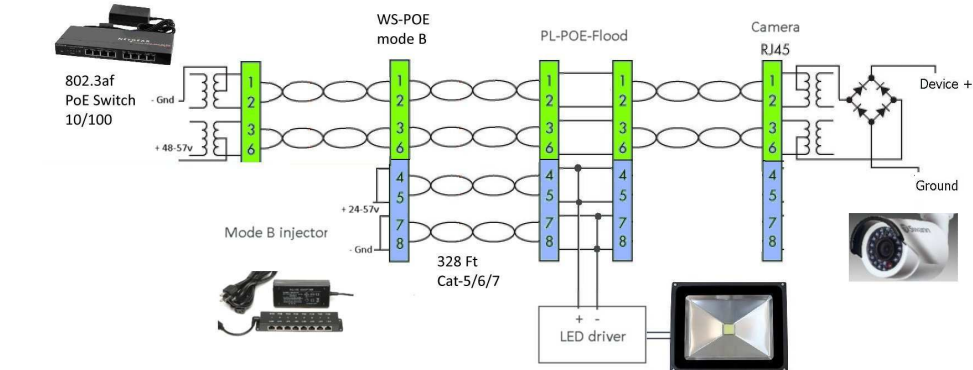 WS-POE
mode B
PL-POE-Flood
Camera
RJ45
802.3af
PoE Switch
10/100
- Gnd
+ 48-57v
1
2
3
6
1
2
3
6
4
5
7
8
1
2
3
6
4
5
7
8
1
2
3
6
4
5
7
8
1
2
3
6
4
5
7
8
Device +
Ground
+ 24-57v
- Gnd
Mode B injector
328 Ft
Cat-5/6/7
+ -
LED driver